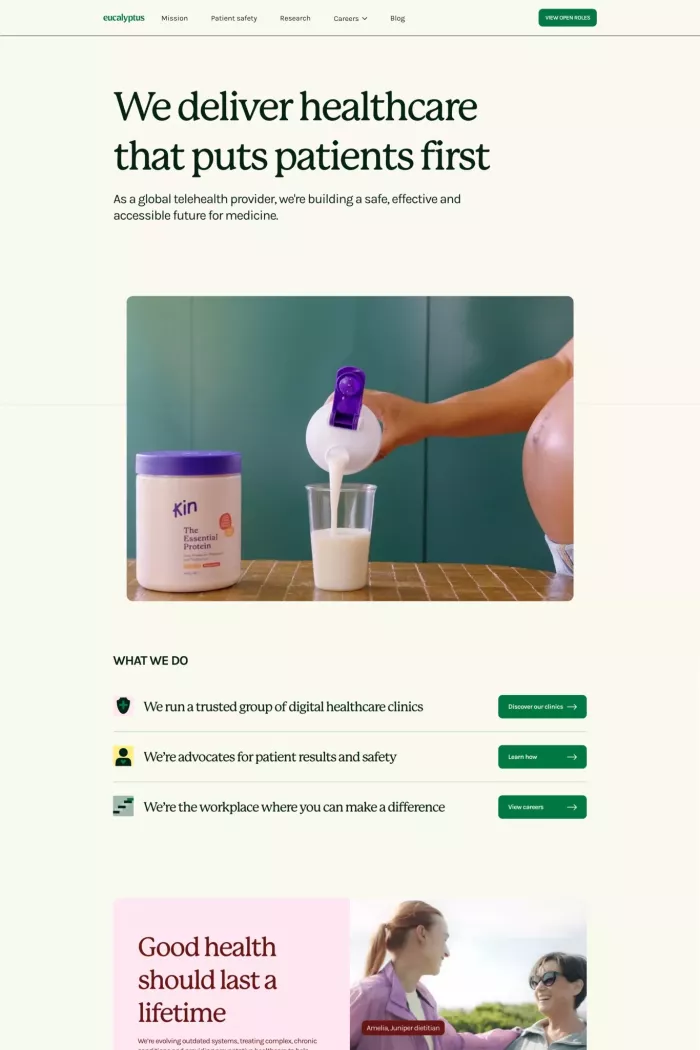 eucalyptus
Mission
Patient safety
Research
Careers
Blog
VIEW OPEN ROLES
We deliver healthcare
that puts patients first
As a global telehealth provider, we're building a safe, effective and
accessible future for medicine.
Kin
The
Essential
Protein
WHAT WE DO
We run a trusted group of digital healthcare clinics
Discover our clinics
We're advocates for patient results and safety
Learn how
We're the workplace where you can make a difference
View careers
Good health
should last a
lifetime
Amelia, Juniper dietitian
We're evolving outdated systems, treating complex, chronic